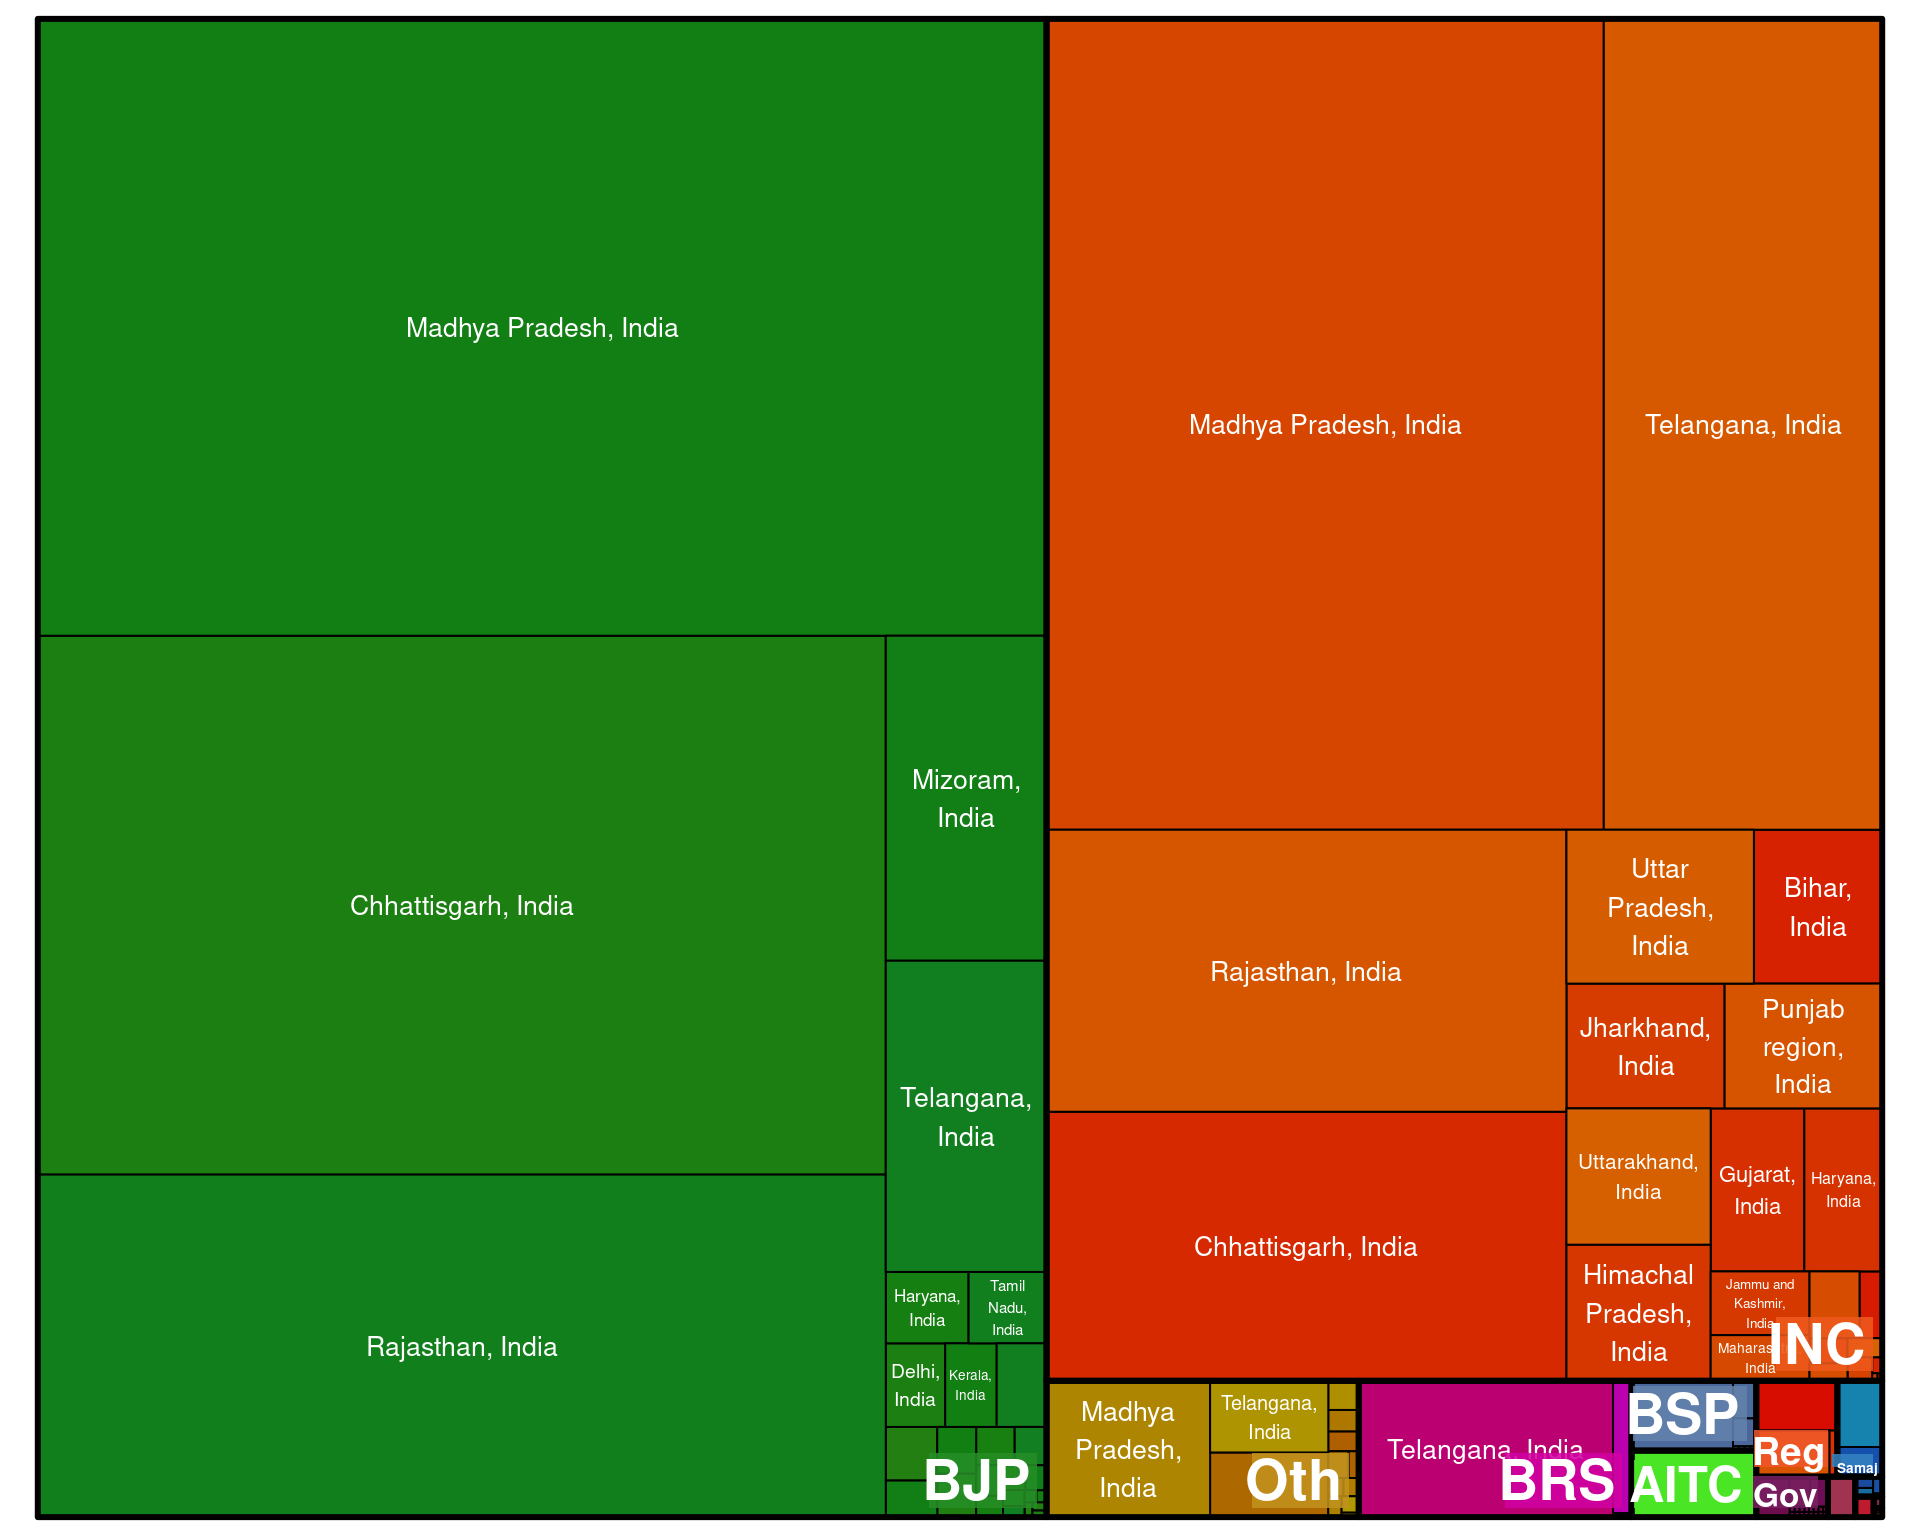 Madhya Pradesh, India
Chhattisgarh, India
Rajasthan, India
Mizoram,
India
Telangana,
India
Haryana,
India
Tamil
Nadu,
India
Delhi,
India
Kerala,
India
BJP
Madhya Pradesh, India
Telangana, India
Rajasthan, India
Chhattisgarh, India
Uttar
Pradesh,
India
Bihar,
India
Jharkhand,
India
Punjab
region,
India
Uttarakhand,
India
Gujarat,
India
Haryana,
India
Himachal
Pradesh,
India
Jammu and
Kashmir,
India
India
INC
Madhya
Pradesh,
India
Telangana,
India
Oth
Telangana, India
BRS
BSP
AITC
Reg
Gov
Samaj